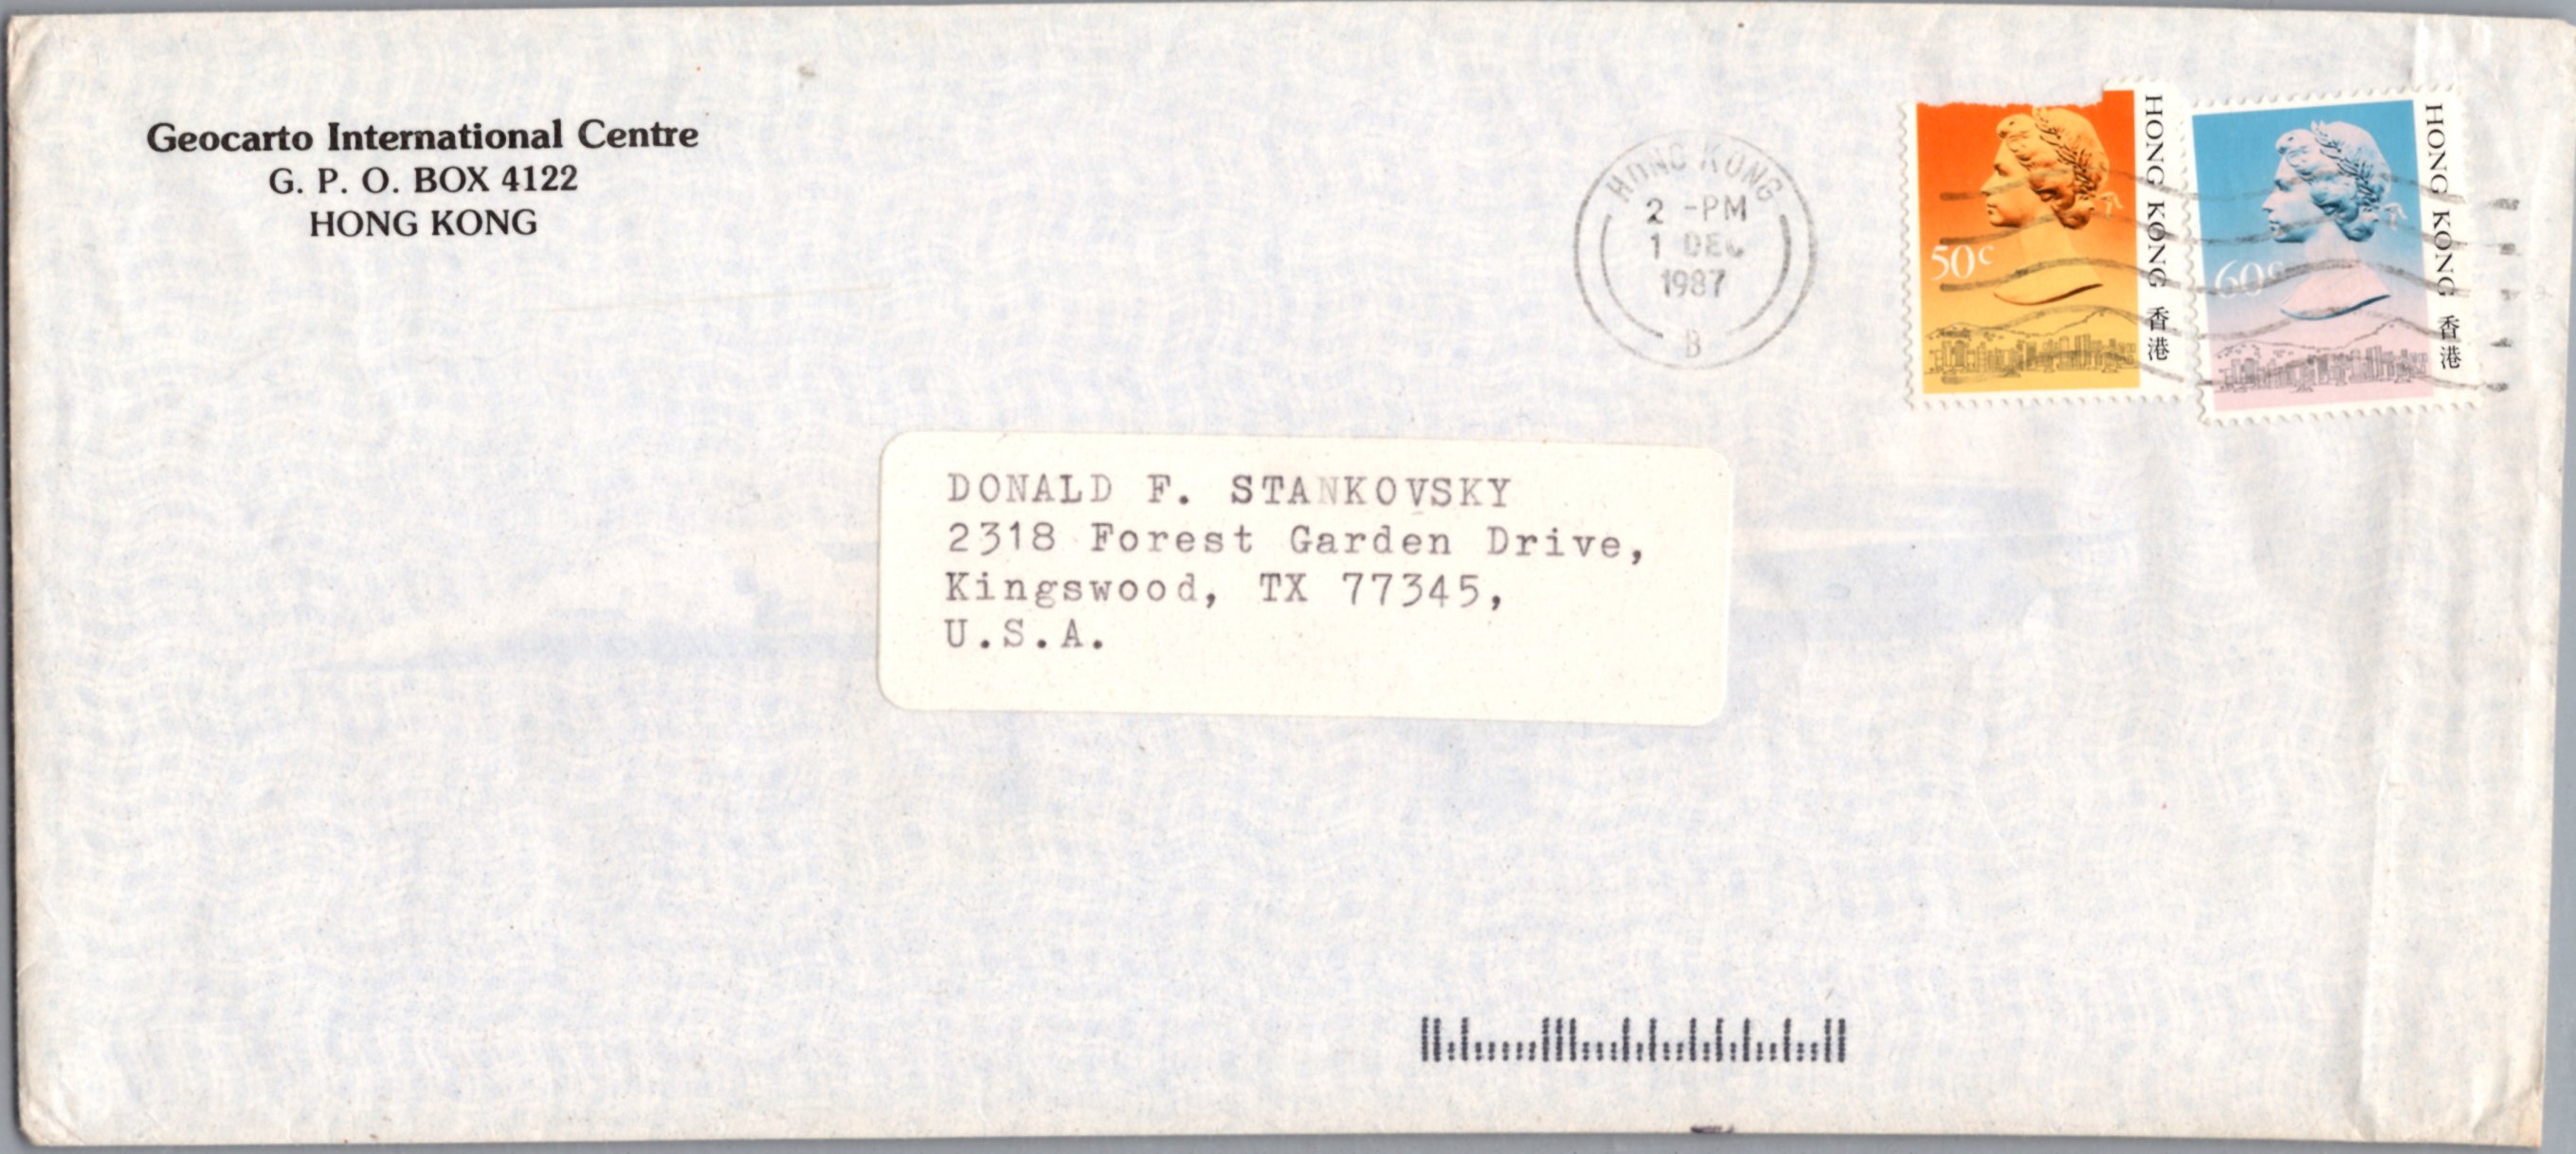 Geocarto International Centre
G. P. O. BOX 4122
HONG KONG
HONG KONG
2 -PM
1 DEC
1987
B
50c
HONG KONG 香港
60c
HONG KONG 香港
DONALD F. STANKOVSKY
2318 Forest Garden Drive,
Kingswood, TX 77345,
U.S.A.